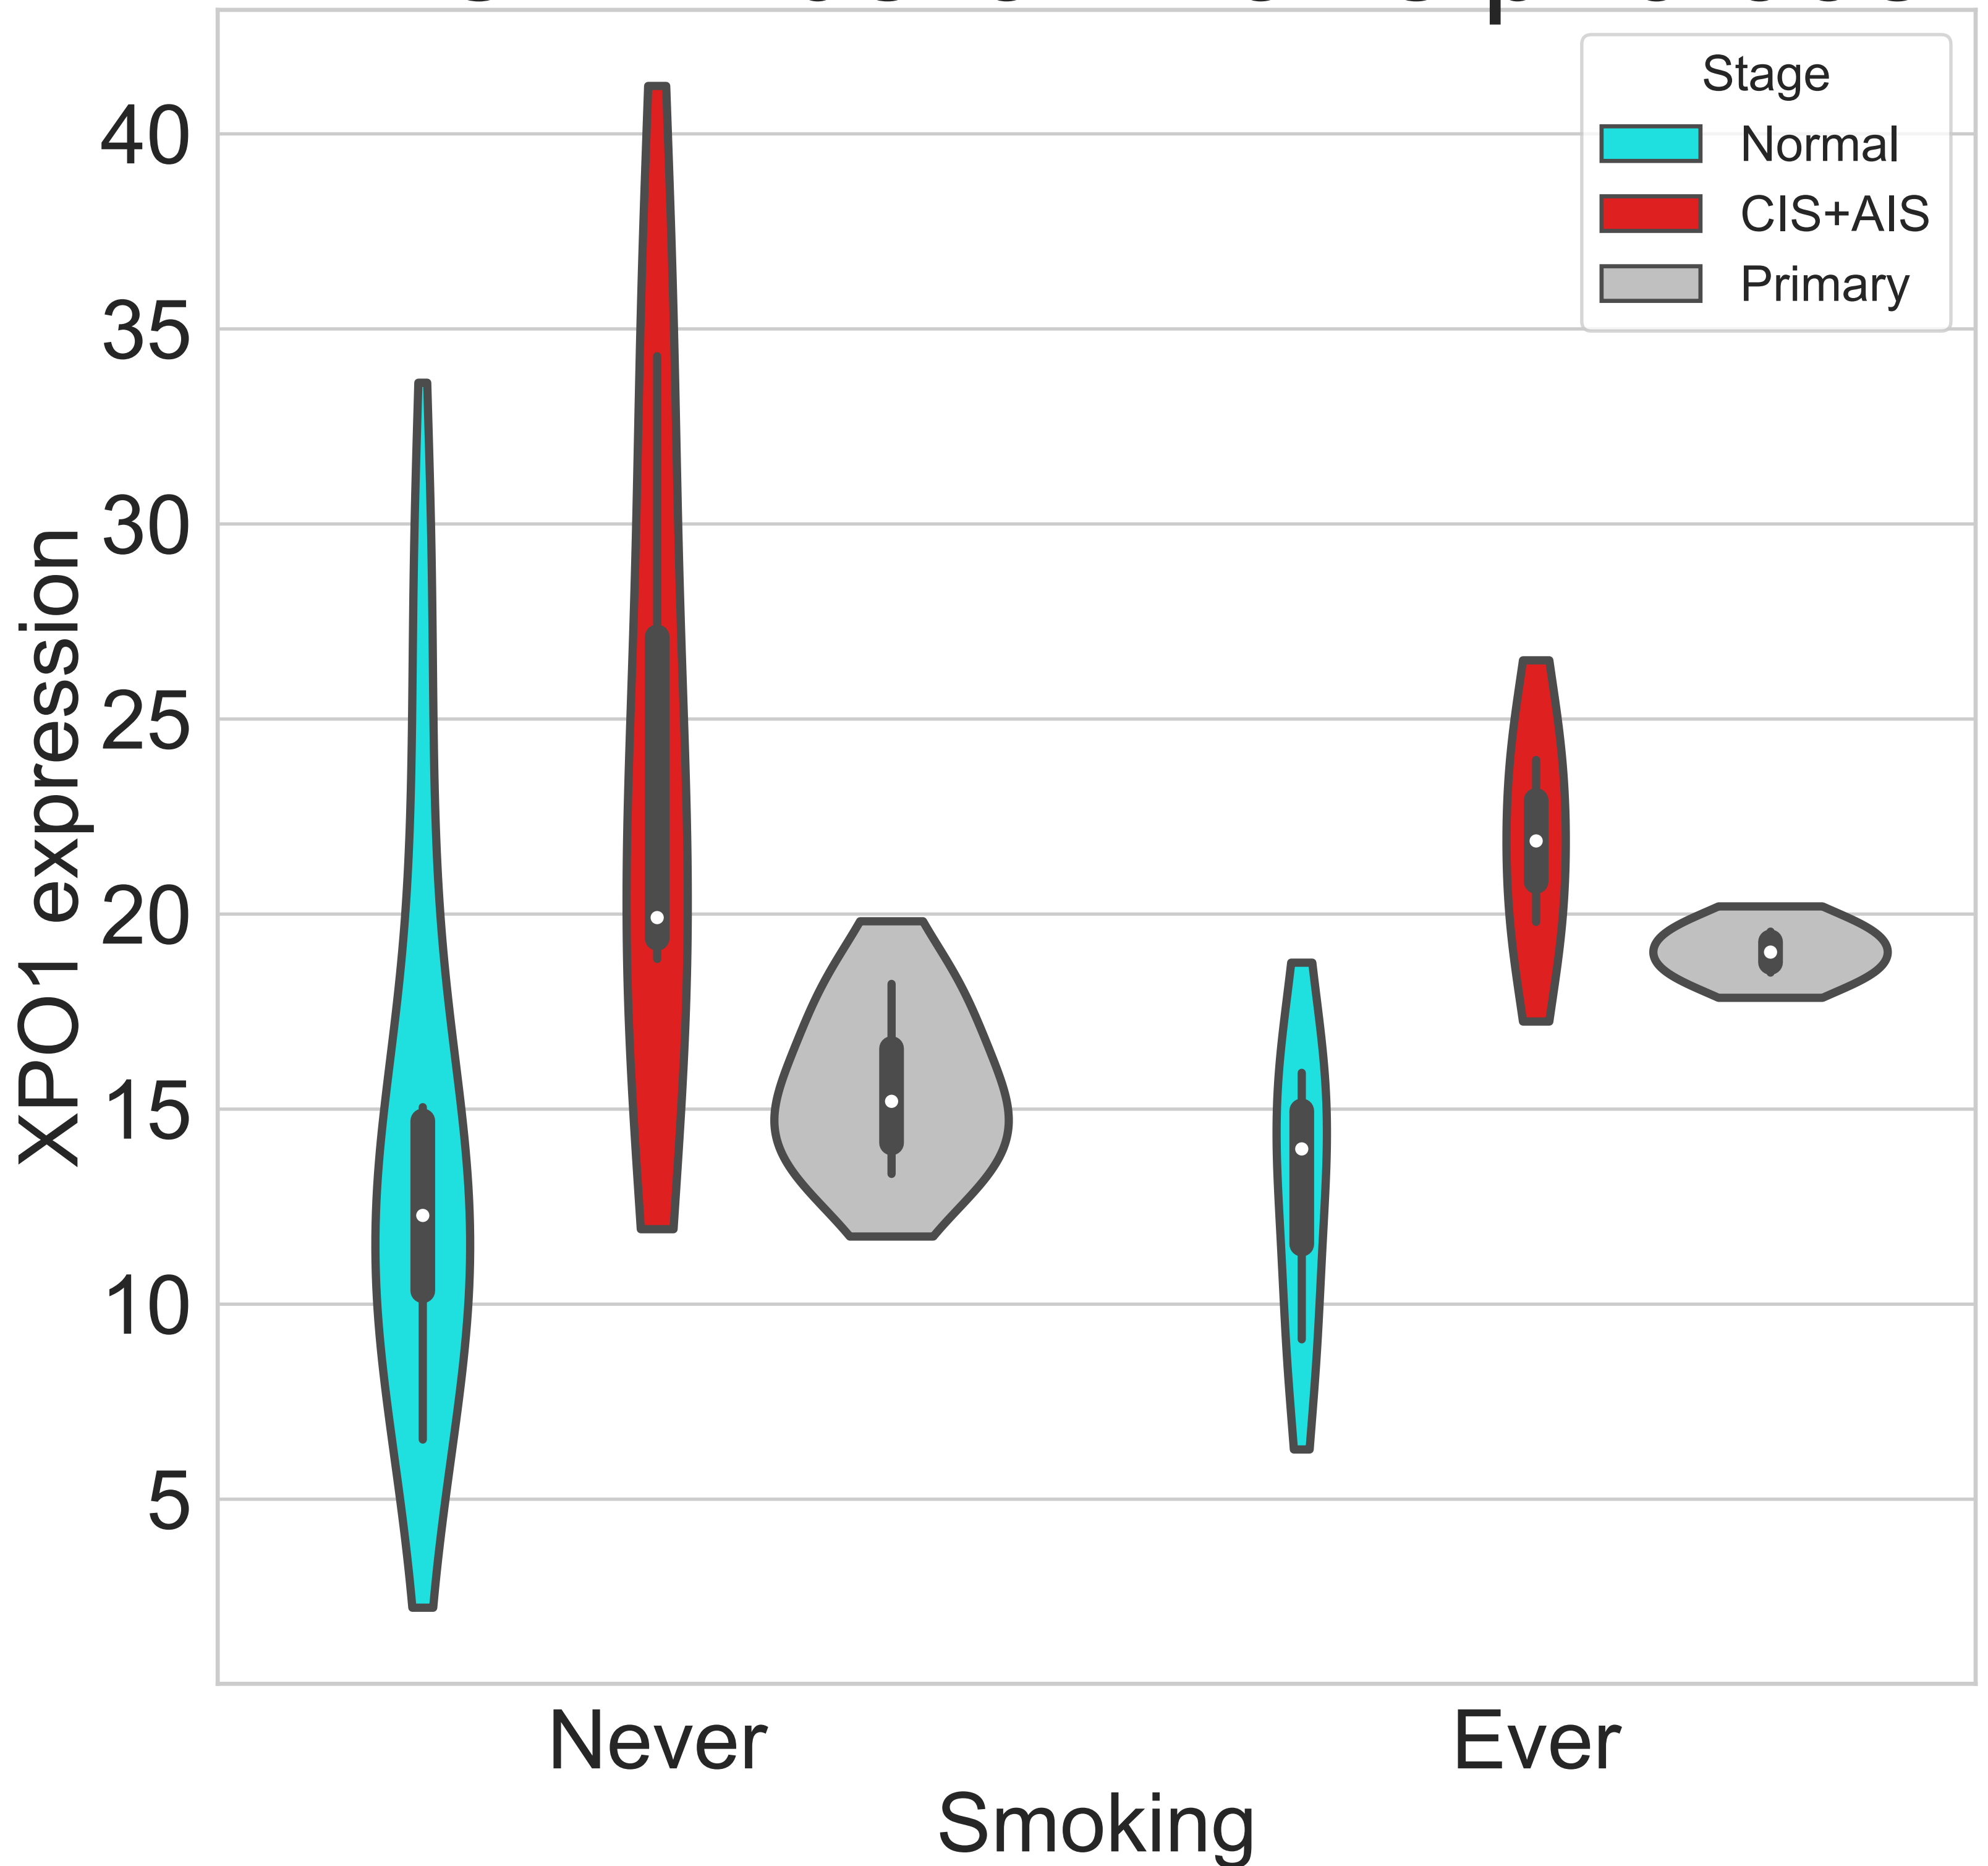 Stage
Normal
CIS+AIS
Primary
40
35
30
25
20
15
10
5
XPO1 expression
Never
Ever
Smoking